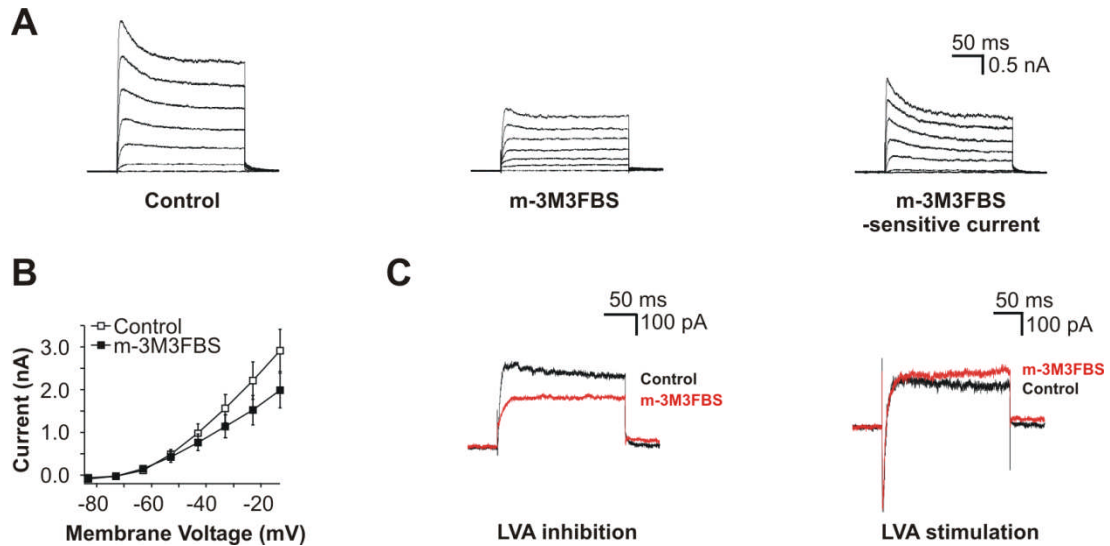 A
50 ms
0.5 nA
Control
m-3M3FBS
m-3M3FBS
-sensitive current
B
Control
m-3M3FBS
3.0
2.0
1.0
0.0
Current (nA)
-80 -60 -40 -20
Membrane Voltage (mV)
C
50 ms
100 pA
Control
m-3M3FBS
LVA inhibition
50 ms
100 pA
m-3M3FBS
Control
LVA stimulation